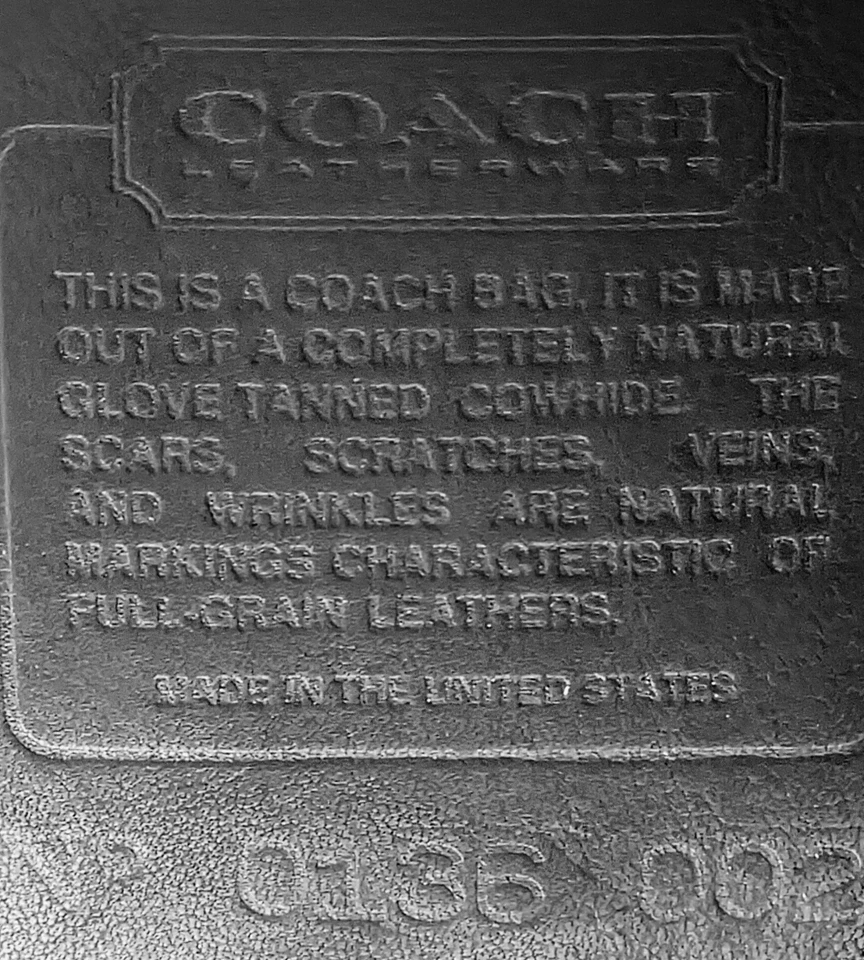 COACH
LEATHERWARE
THIS IS A COACH BAG. IT IS MADE
OUT OF A COMPLETELY NATURAL
GLOVE TANNED COWHIDE. THE
SCARS, SCRATCHES, VEINS,
AND WRINKLES ARE NATURAL
MARKINGS CHARACTERISTIC OF
FULL-GRAIN LEATHERS.
MADE IN THE UNITED STATES
0136 002